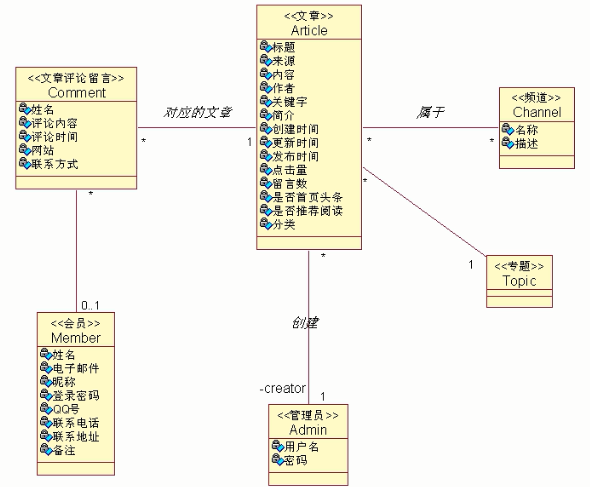 <<文章>>
Article
标题
来源
内容
作者
关键字
简介
创建时间
更新时间
发布时间
点击量
留言数
是否首页头条
是否推荐阅读
分类
<<文章评论留言>>
Comment
姓名
评论内容
评论时间
网站
联系方式
对应的文章
*
1
属于
*
*
<<频道>>
Channel
名称
描述
*
1
<<专题>>
Topic
*
0..1
<<会员>>
Member
姓名
电子邮件
昵称
登录密码
QQ号
联系电话
联系地址
备注
*
创建
-creator
1
<<管理员>>
Admin
用户名
密码